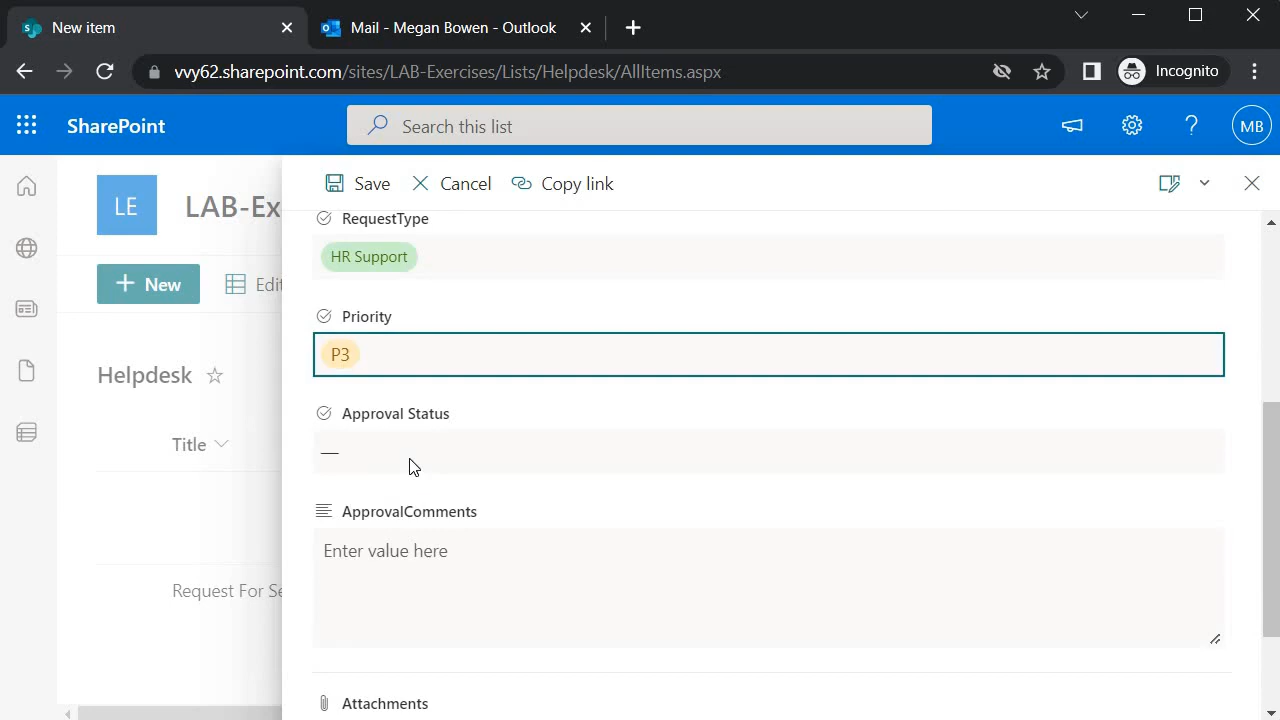 New item
Mail - Megan Bowen - Outlook
vvy62.sharepoint.com/sites/LAB-Exercises/Lists/Helpdesk/AllItems.aspx
Incognito
SharePoint
Search this list
MB
LE
LAB-Ex
Save
Cancel
Copy link
RequestType
HR Support
New
Edit
Priority
P3
Helpdesk
Approval Status
—
Title
ApprovalComments
Enter value here
Request For Se
Attachments